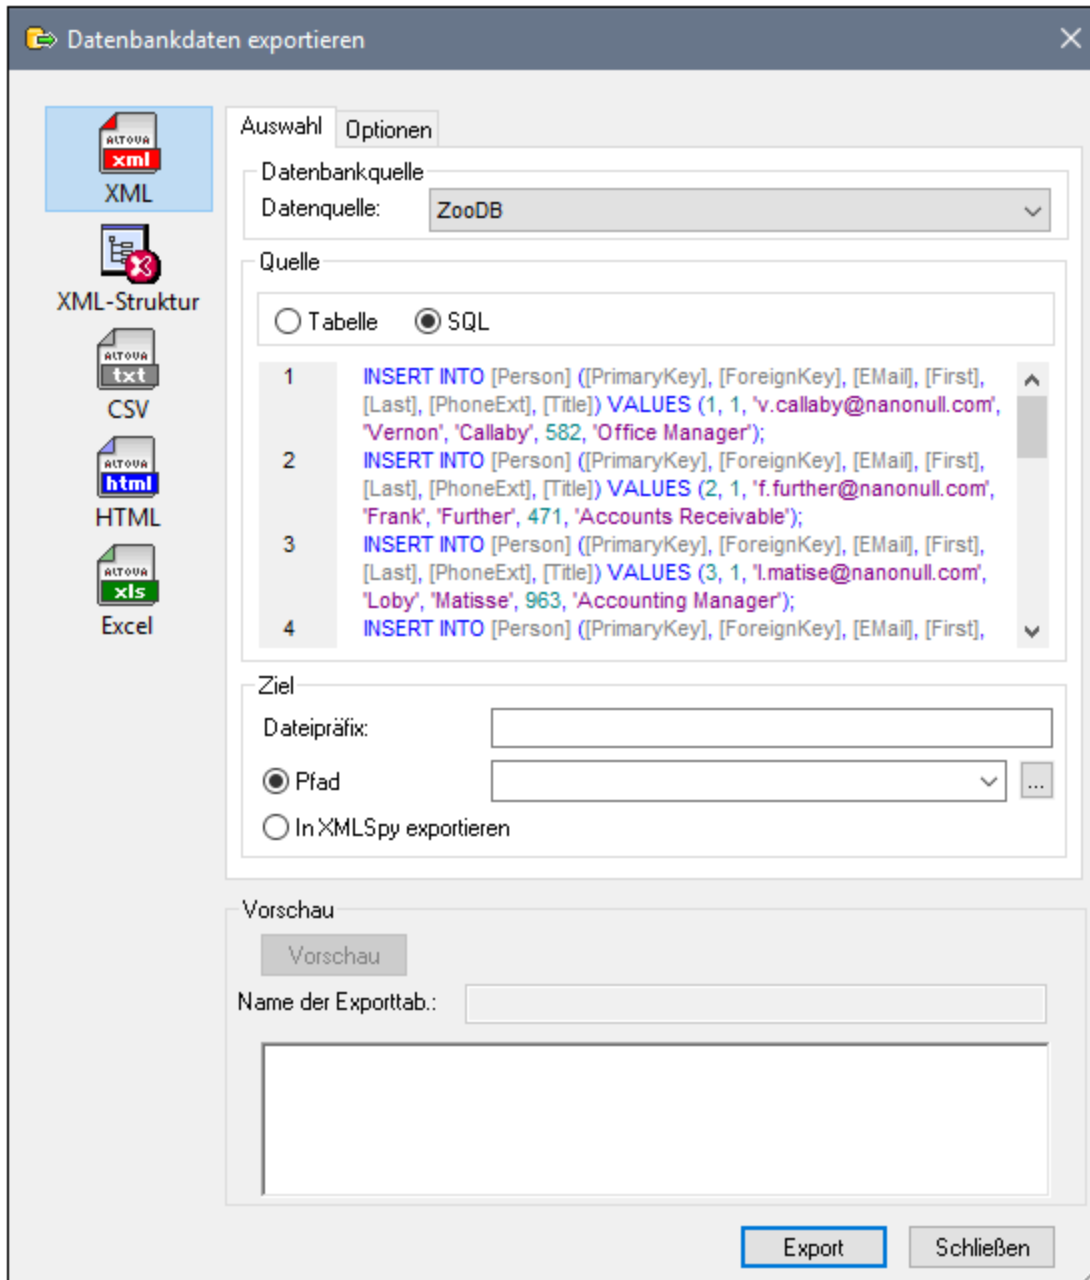 Datenbankdaten exportieren
ALTOVA
xml
XML
XML-Struktur
ALTOVA
txt
CSV
ALTOVA
html
HTML
ALTOVA
xls
Excel
Auswahl
Optionen
Datenbankquelle
Datenquelle: ZooDB
Quelle
Tabelle SQL
1 INSERT INTO [Person] ([PrimaryKey], [ForeignKey], [EMail], [First],
[Last], [PhoneExt], [Title]) VALUES (1, 1, 'v.callaby@nanonull.com',
'Vernon', 'Callaby', 582, 'Office Manager');
2 INSERT INTO [Person] ([PrimaryKey], [ForeignKey], [EMail], [First],
[Last], [PhoneExt], [Title]) VALUES (2, 1, 'f.further@nanonull.com',
'Frank', 'Further', 471, 'Accounts Receivable');
3 INSERT INTO [Person] ([PrimaryKey], [ForeignKey], [EMail], [First],
[Last], [PhoneExt], [Title]) VALUES (3, 1, 'l.matise@nanonull.com',
'Loby', 'Matisse', 963, 'Accounting Manager');
4 INSERT INTO [Person] ([PrimaryKey], [ForeignKey], [EMail], [First],
Ziel
Dateipräfix:
Pfad ...
In XMLSpy exportieren
Vorschau
Vorschau
Name der Exporttab.:
Export Schließen